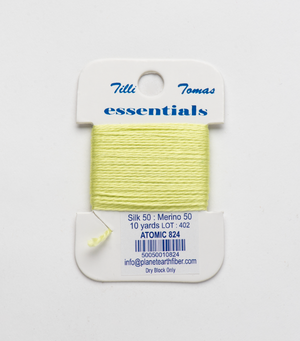 Tilli Tomas
essentials
Silk 50 : Merino 50
10 yards LOT : 402
ATOMIC 824
50050010824
info@planetearthfiber.com
Dry Block Only